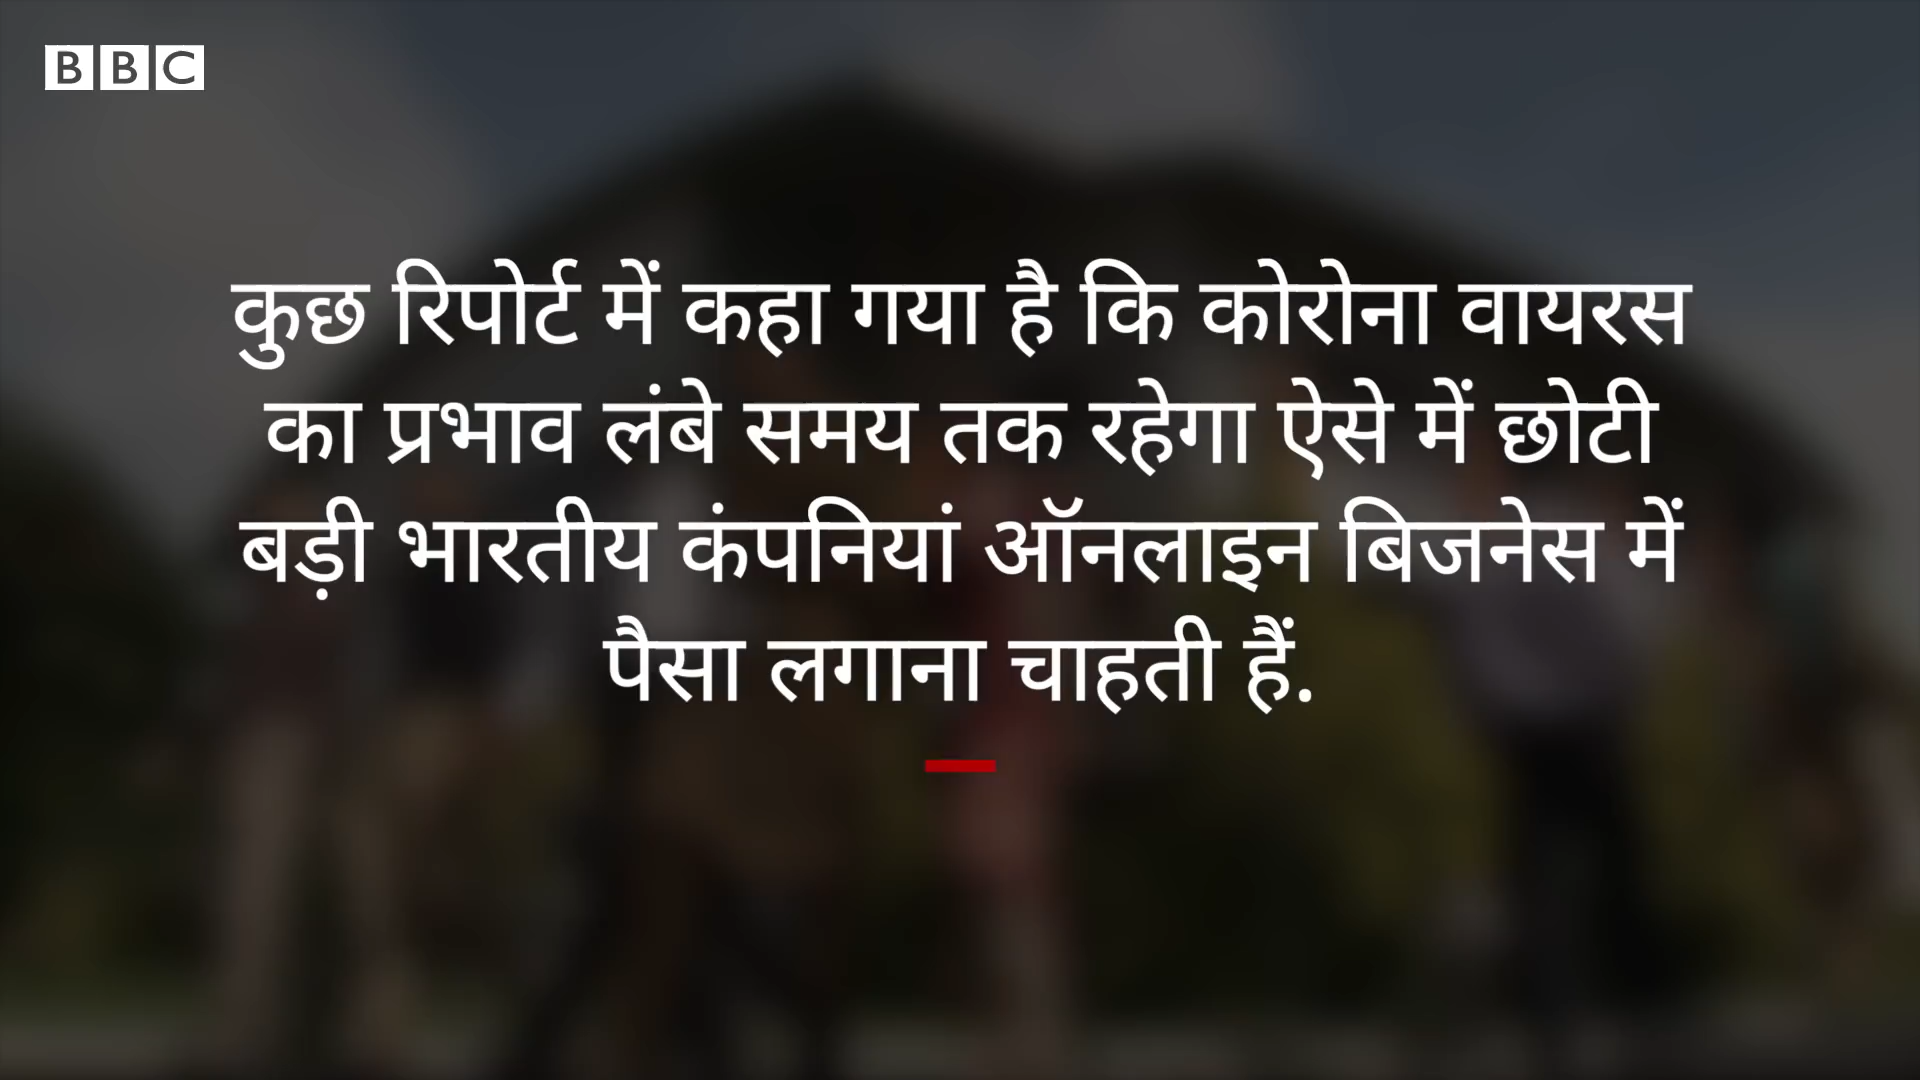 BBC
कुछ रिपोर्ट में कहा गया है कि कोरोना वायरस
का प्रभाव लंबे समय तक रहेगा ऐसे में छोटी
बड़ी भारतीय कंपनियां ऑनलाइन बिजनेस में
पैसा लगाना चाहती हैं.